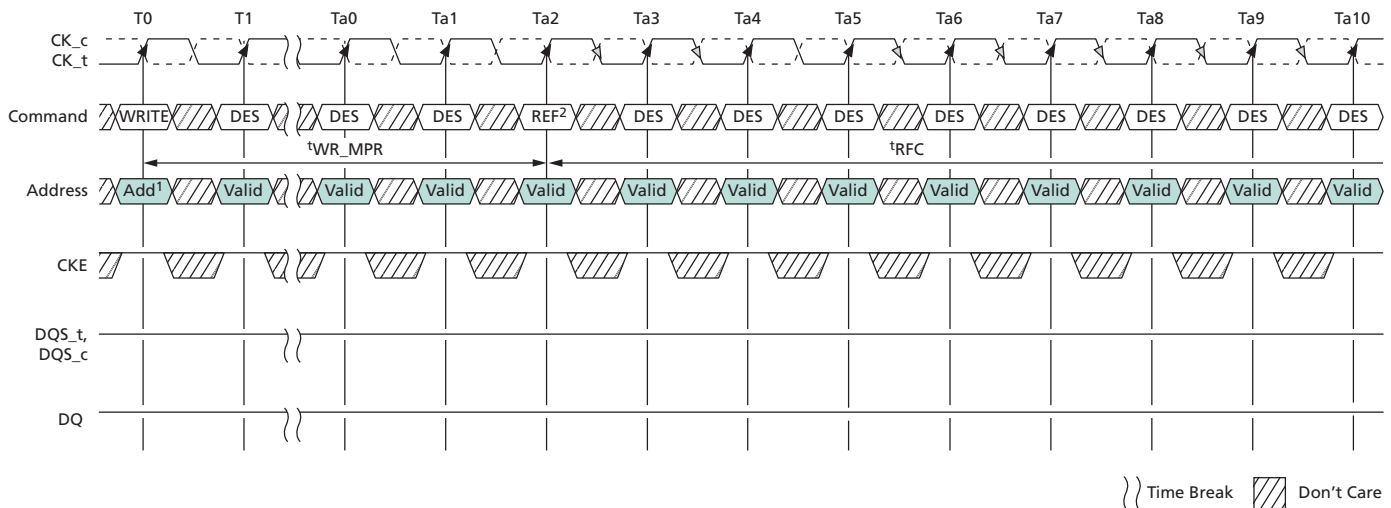 T0 T1 Ta0 Ta1 Ta2 Ta3 Ta4 Ta5 Ta6 Ta7 Ta8 Ta9 Ta10
CK_c
CK_t
Command WRITE DES DES DES REF² DES DES DES DES DES DES DES DES
tWR_MPR tRFC
Address Add¹ Valid Valid Valid Valid Valid Valid Valid Valid Valid Valid Valid Valid
CKE
DQS_t,
DQS_c
DQ
Time Break Don't Care